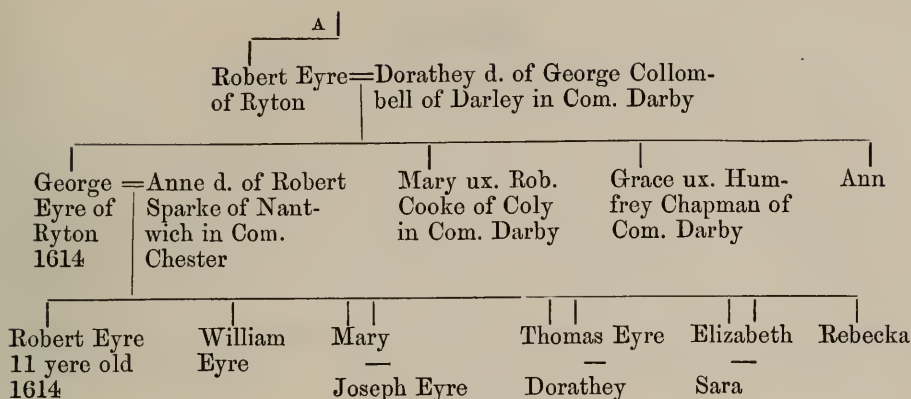 A
Robert Eyre=Dorathey d. of George Collom-
of Ryton bell of Darley in Com. Darby
George = Anne d. of Robert Mary ux. Rob. Grace ux. Hum- Ann
Eyre of Sparke of Nant- Cooke of Coly frey Chapman of
Ryton wich in Com. in Com. Darby Com. Darby
1614 Chester
Robert Eyre William Mary Thomas Eyre Elizabeth Rebecka
11 yere old Eyre — — —
1614 Joseph Eyre Dorathey Sara